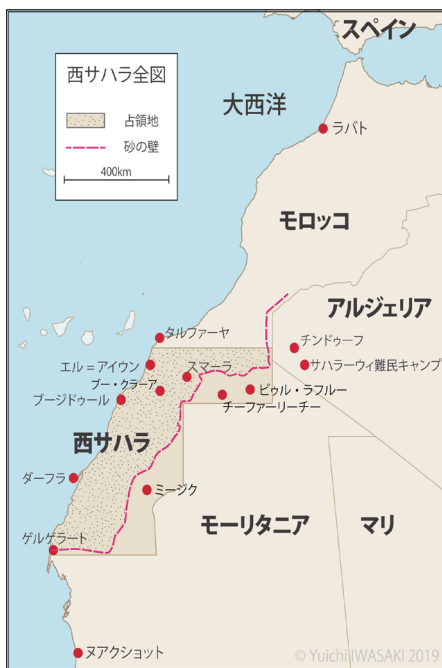 スペイン
西サハラ全図
占領地
砂の壁
400km
大西洋
ラバト
モロッコ
アルジェリア
タルファーヤ
チンドゥーフ
エル＝アイウン
スマーラ
サハラーウィ難民キャンプ
ブー・クラーア
ビゥル・ラフルー
ブージドゥール
チーファーリーチー
西サハラ
ダーフラ
ミージク
モーリタニア
マリ
ゲルゲラート
ヌアクショット
© Yuichi IWASAKI 2019